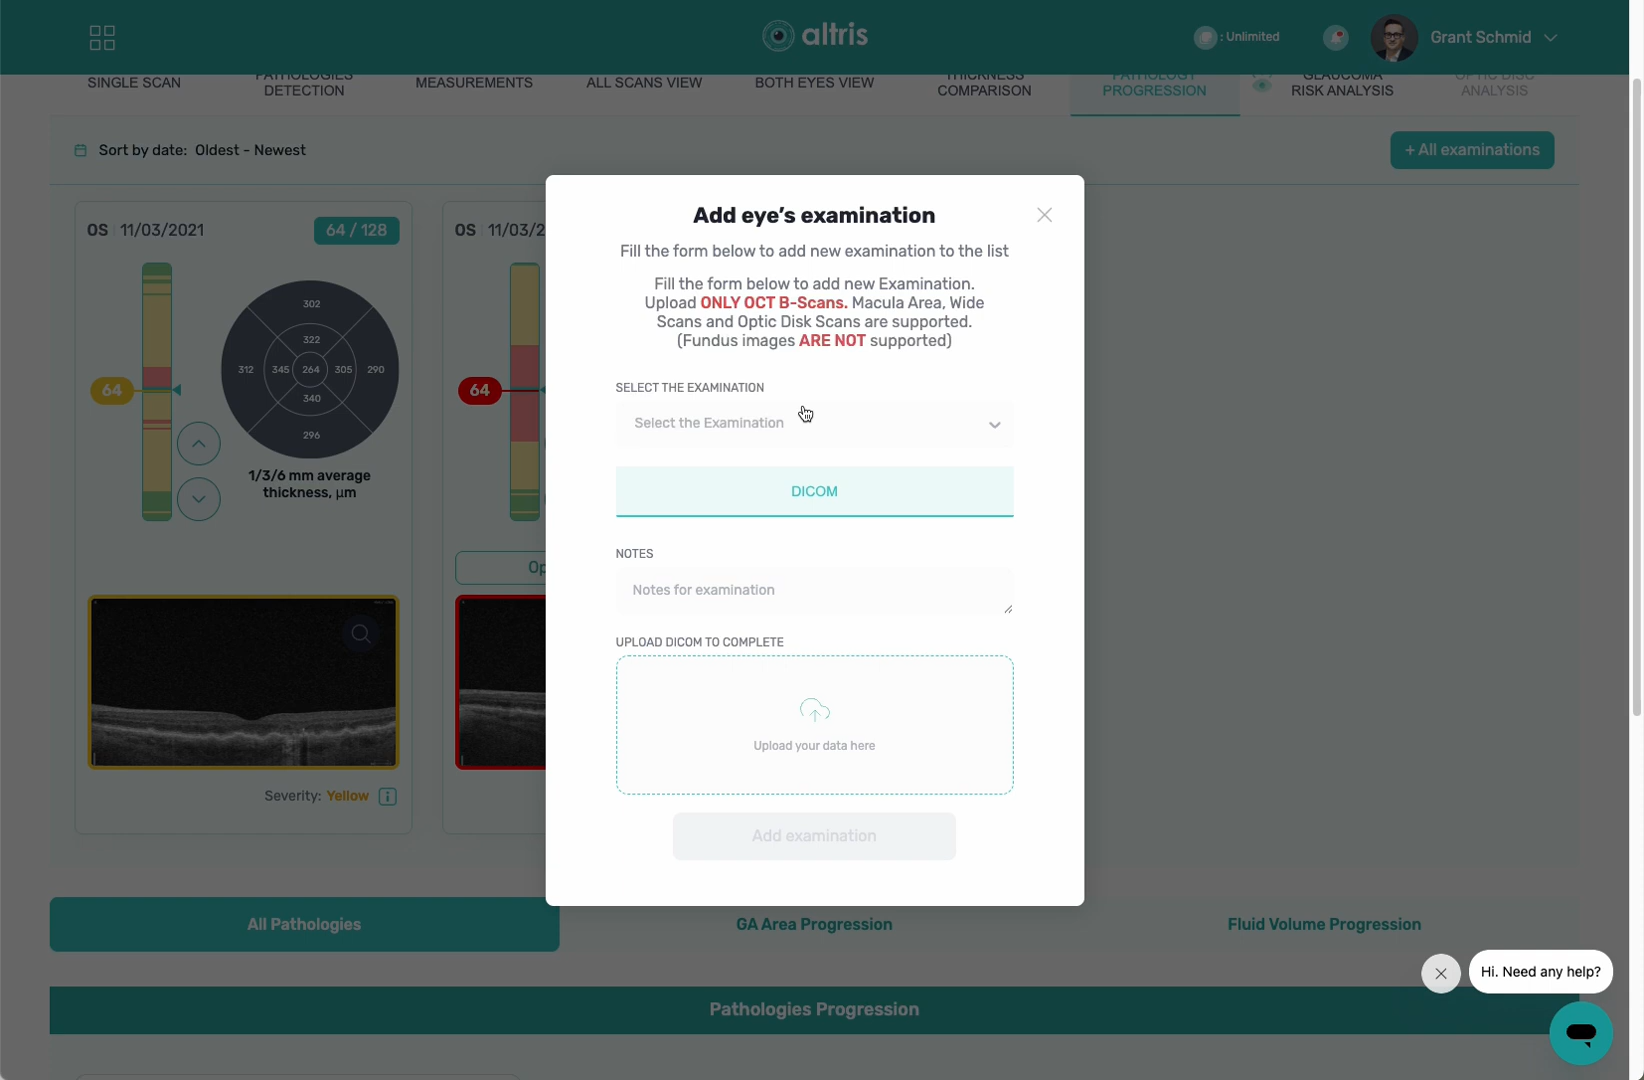 altris
: Unlimited
Grant Schmid
SINGLE SCAN
PATHOLOGIES
DETECTION
MEASUREMENTS
ALL SCANS VIEW
BOTH EYES VIEW
THICKNESS
COMPARISON
PATHOLOGY
PROGRESSION
GLAUCOMA
RISK ANALYSIS
OPTIC DISC
ANALYSIS
Sort by date: Oldest - Newest
+ All examinations
OS 11/03/2021
64 / 128
302
322
312 345 264 305 290
340
296
64
1/3/6 mm average
thickness, μm
Severity: Yellow
OS 11/03/2
64
Op
Add eye's examination
Fill the form below to add new examination to the list
Fill the form below to add new Examination.
Upload ONLY OCT B-Scans. Macula Area, Wide
Scans and Optic Disk Scans are supported.
(Fundus images ARE NOT supported)
SELECT THE EXAMINATION
Select the Examination
DICOM
NOTES
Notes for examination
UPLOAD DICOM TO COMPLETE
Upload your data here
Add examination
All Pathologies
GA Area Progression
Fluid Volume Progression
Hi. Need any help?
Pathologies Progression